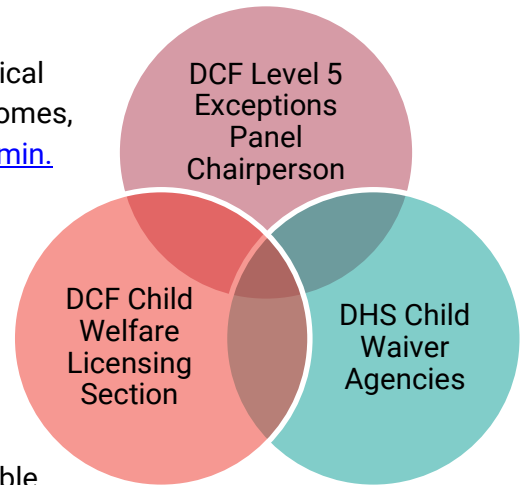 ical
omes,
min.
DCF Level 5
Exceptions
Panel
Chairperson
DCF Child
Welfare
Licensing
Section
DHS Child
Waiver
Agencies
ble